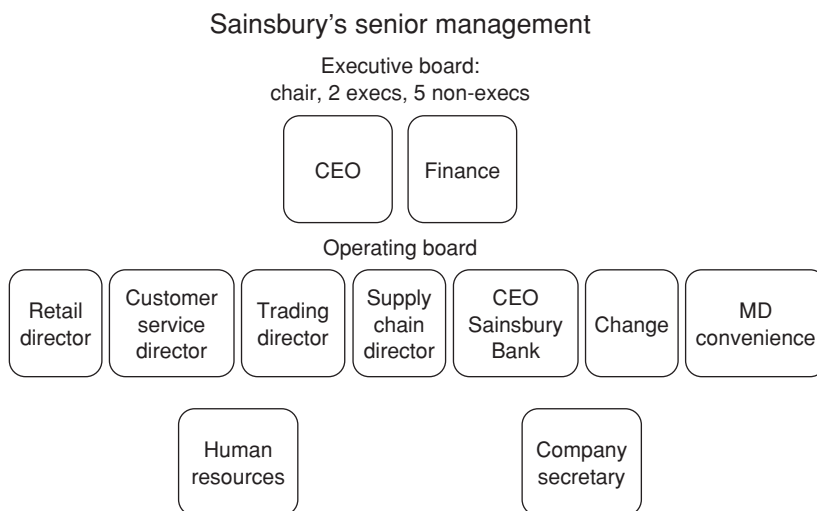 Sainsbury's senior management
Executive board:
chair, 2 execs, 5 non-execs
CEO
Finance
Operating board
Retail
director
Customer
service
director
Trading
director
Supply
chain
director
CEO
Sainsbury
Bank
Change
MD
convenience
Human
resources
Company
secretary